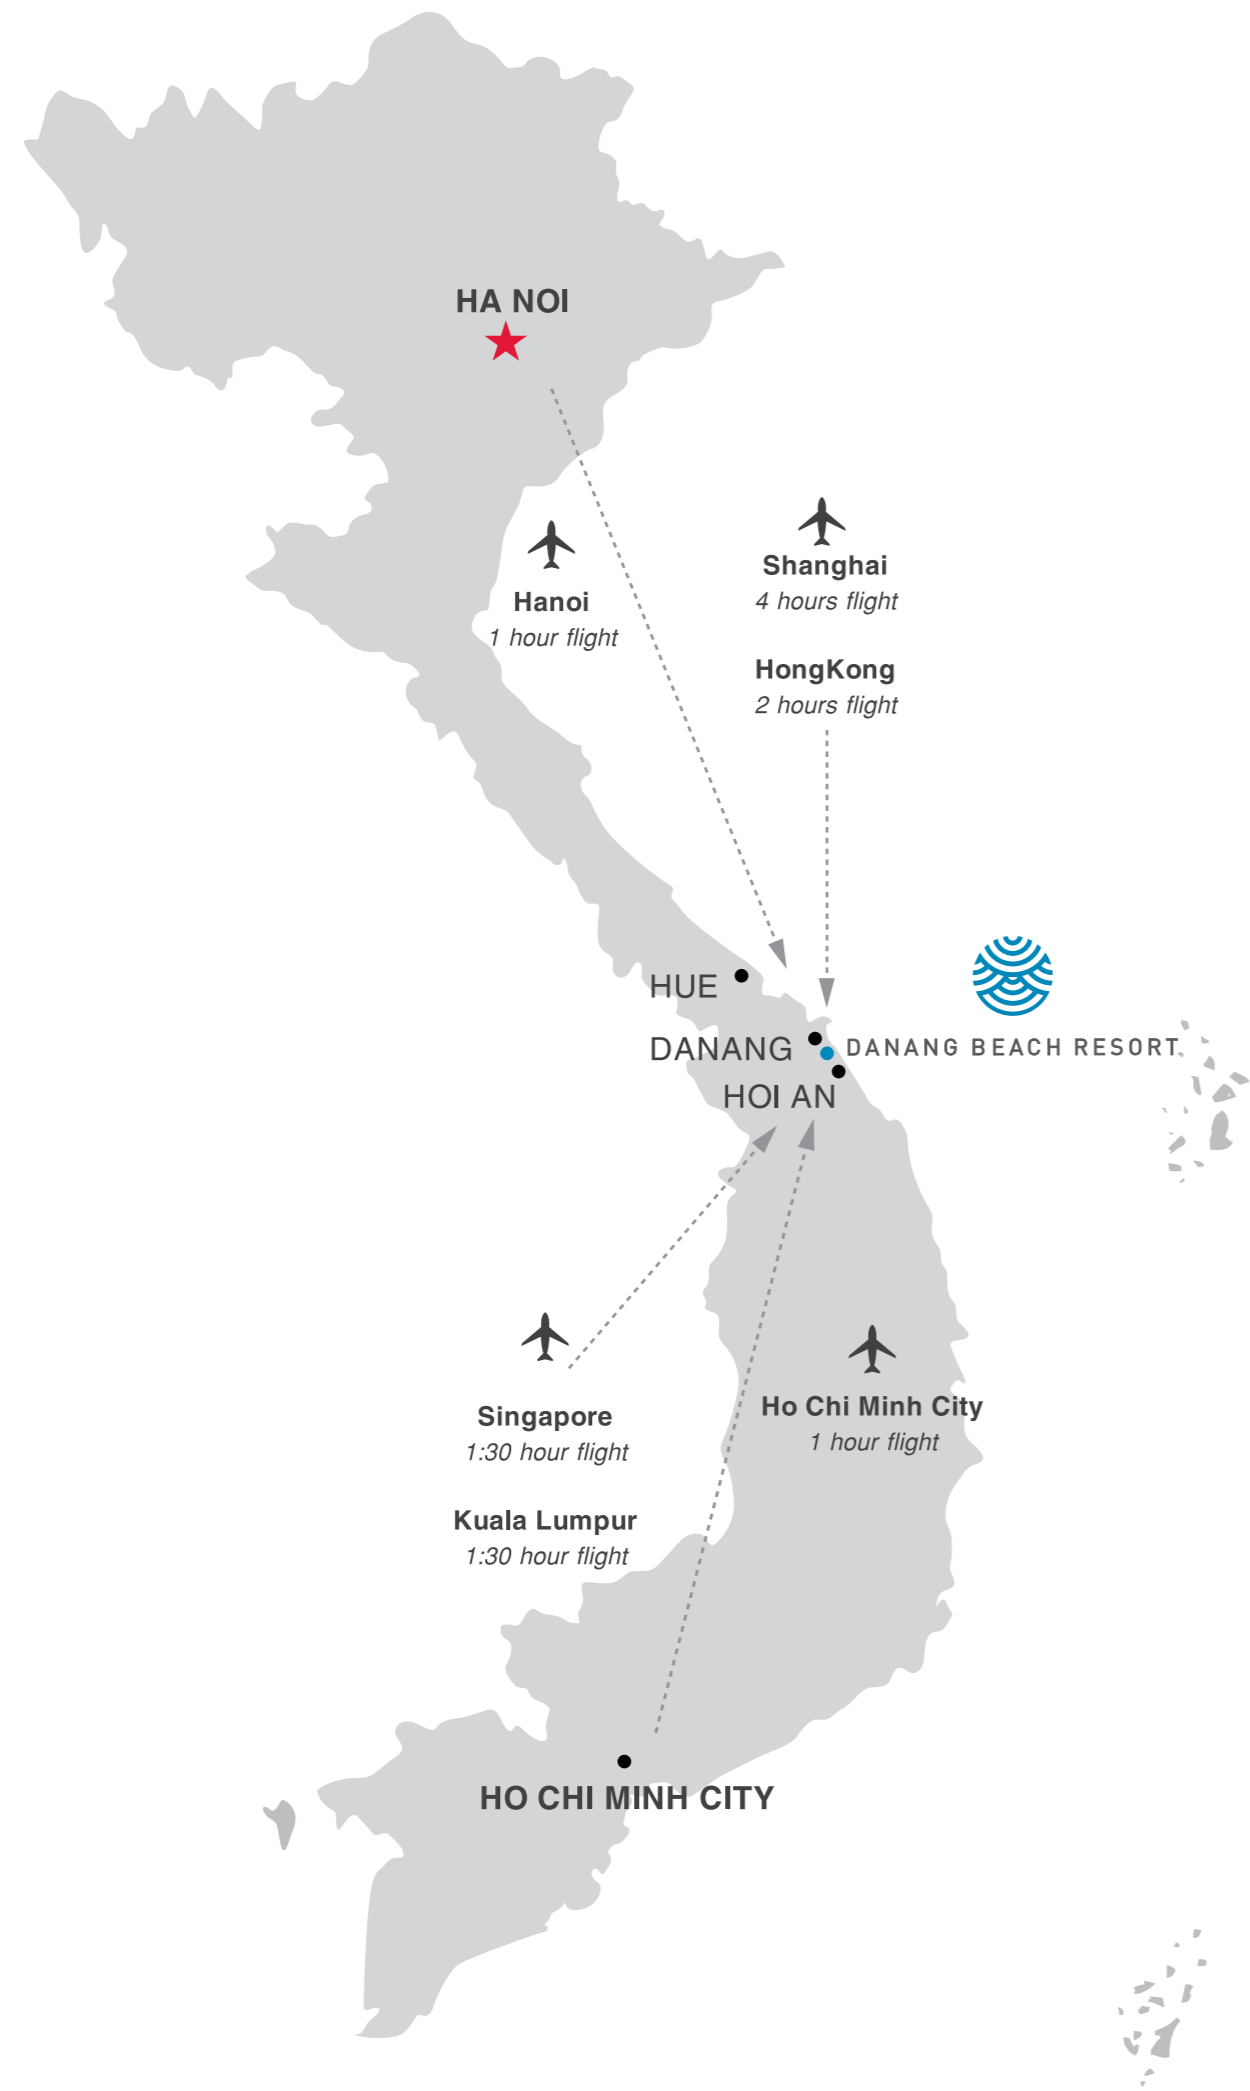 HA NOI
Hanoi
1 hour flight
Shanghai
4 hours flight
HongKong
2 hours flight
HUE
DANANG
DANANG BEACH RESORT
HOI AN
Singapore
1:30 hour flight
Kuala Lumpur
1:30 hour flight
Ho Chi Minh City
1 hour flight
HO CHI MINH CITY